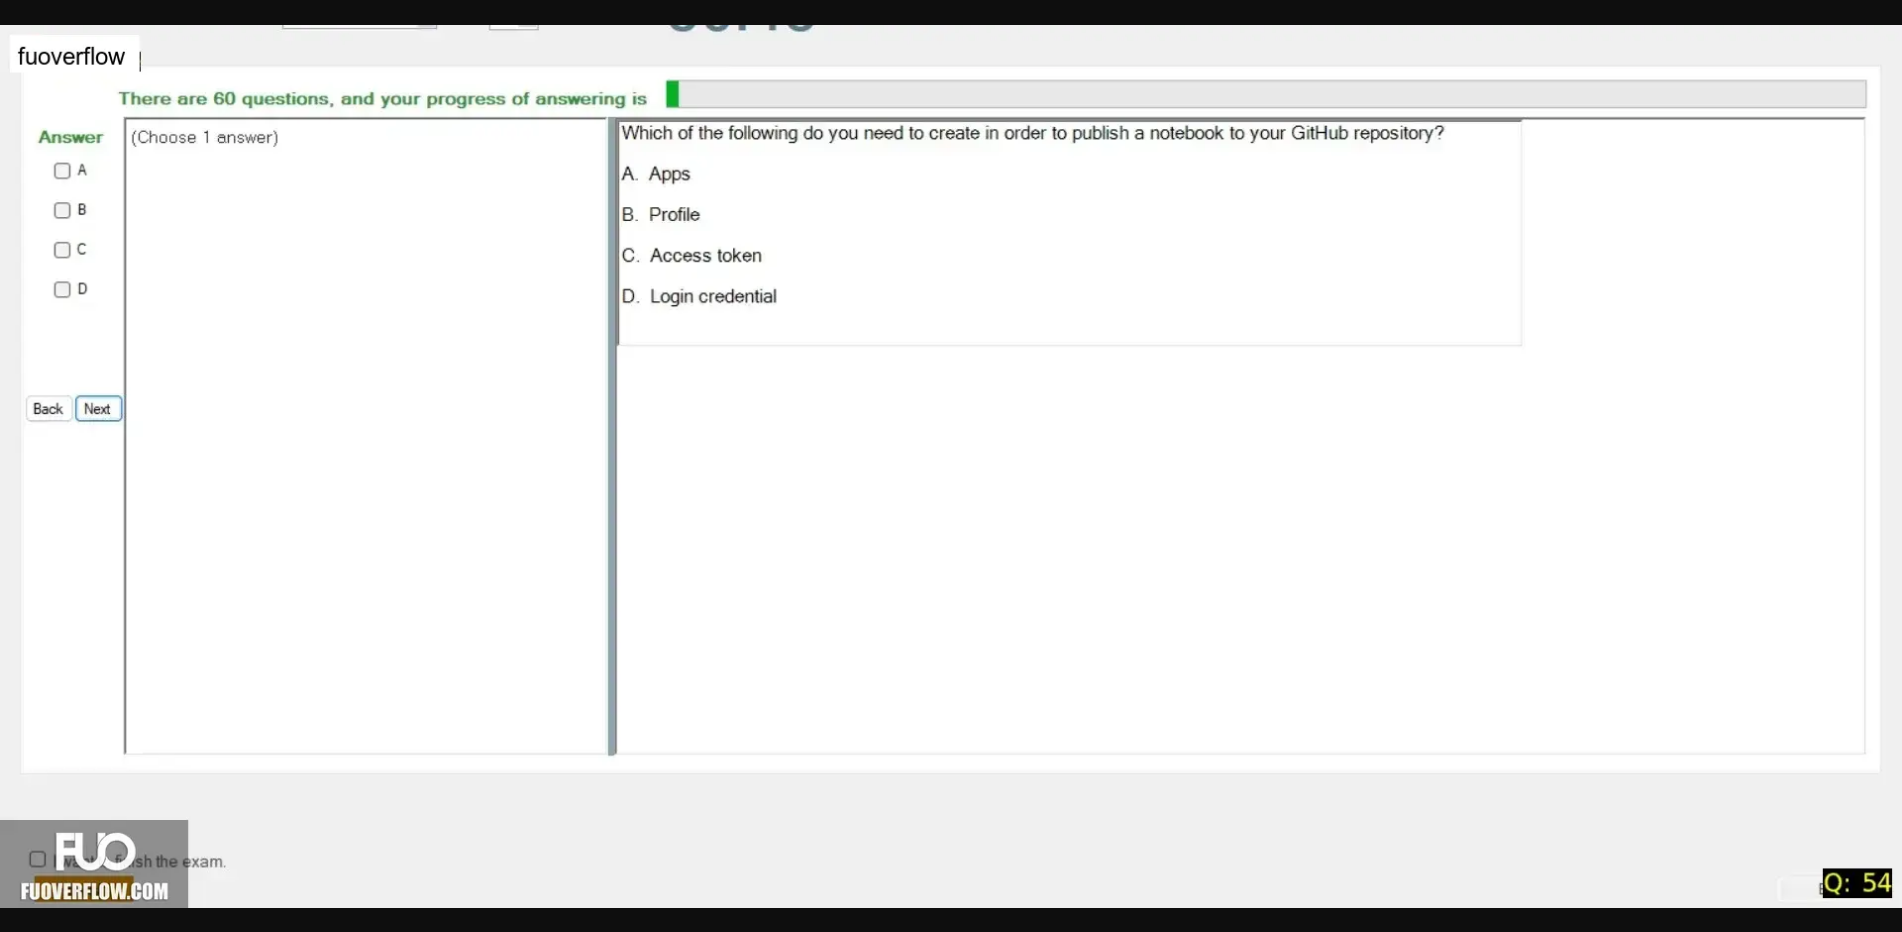 fuoverflow
There are 60 questions, and your progress of answering is
Answer
(Choose 1 answer)
A
B
C
D
Back
Next
Which of the following do you need to create in order to publish a notebook to your GitHub repository?
A. Apps
B. Profile
C. Access token
D. Login credential
FUO
sh the exam.
FUOVERFLOW.COM
Q: 54